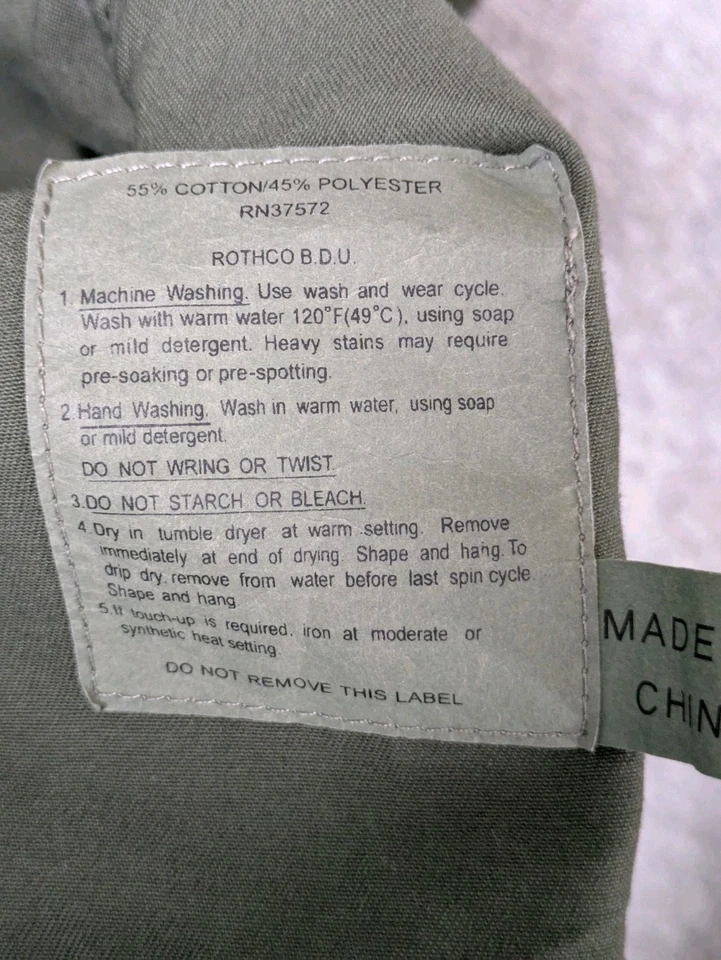 55% COTTON/45% POLYESTER
RN37572
ROTHCO B.D.U.
1. Machine Washing. Use wash and wear cycle.
Wash with warm water 120°F(49°C), using soap
or mild detergent. Heavy stains may require
pre-soaking or pre-spotting.
2. Hand Washing. Wash in warm water, using soap
or mild detergent.
DO NOT WRING OR TWIST
3.DO NOT STARCH OR BLEACH.
4.Dry in tumble dryer at warm setting. Remove
immediately at end of drying. Shape and hang. To
drip dry, remove from water before last spin cycle
Shape and hang
5.If touch-up is required, iron at moderate or
synthetic heat setting.
DO NOT REMOVE THIS LABEL
MADE
CHIN